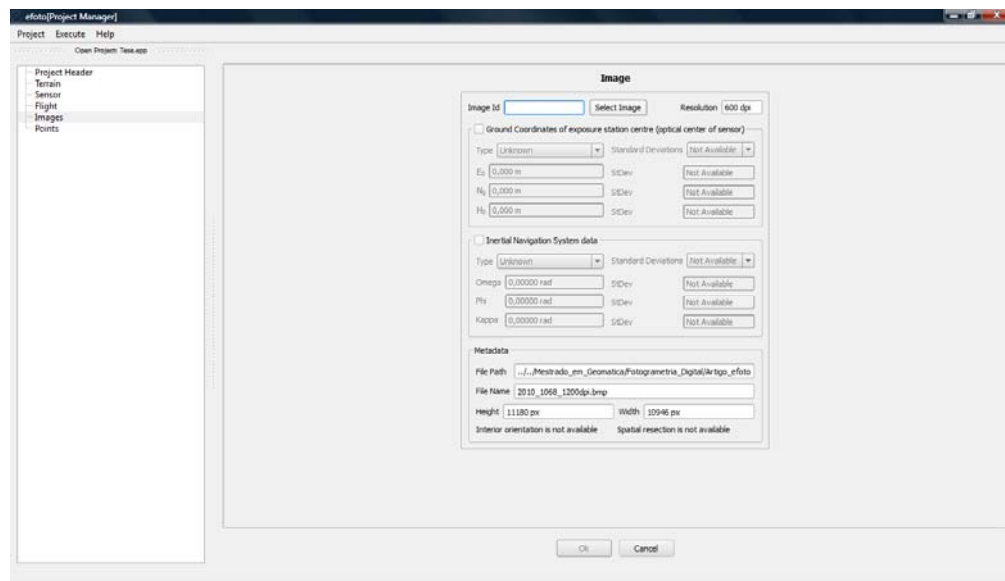 efoto[Project Manager]
Project Execute Help
Project Header
Terrain
Sensor
Flight
Images
Points
Image
Image Id Select Image Resolution 600 dpi
Ground Coordinates of exposure station centre (optical center of sensor)
Type Unknown Standard Deviations Not Available
E₀ 0,000 m StDev Not Available
N₀ 0,000 m StDev Not Available
H₀ 0,000 m StDev Not Available
Inertial Navigation System data
Type Unknown Standard Deviations Not Available
Omega 0,00000 rad StDev Not Available
Phi 0,00000 rad StDev Not Available
Kappa 0,00000 rad StDev Not Available
Metadata
File Path ../../Mestrado_em_Geomatica/Fotogrametria_Digital/Artigo_efoto
File Name 2010_1068_1200dpi.bmp
Height 11180 px Width 10946 px
Interior orientation is not available Spatial resection is not available
Ok Cancel